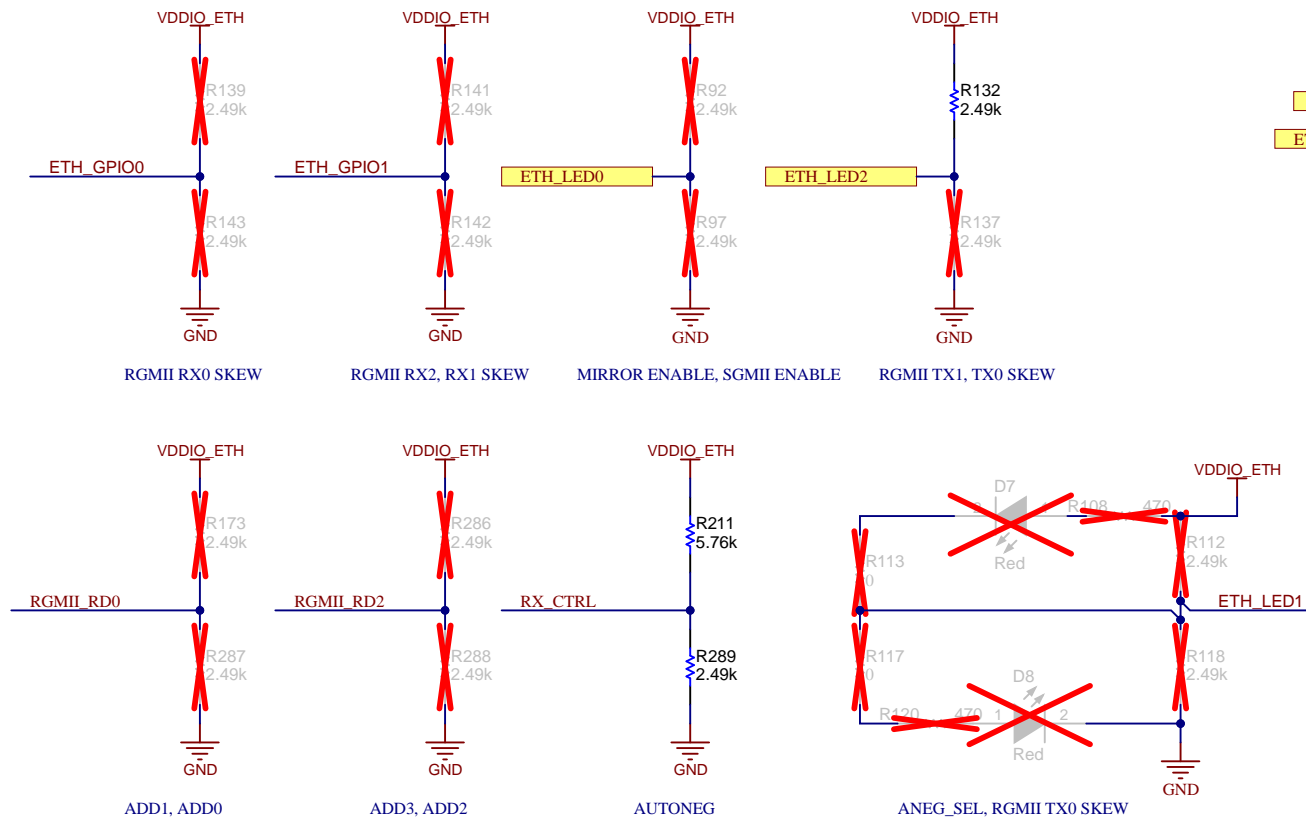 VDDIO_ETH VDDIO_ETH VDDIO_ETH VDDIO_ETH
R139 R141 R92 R132
2.49k 2.49k 2.49k 2.49k
ETH_GPIO0 ETH_GPIO1 ETH_LED0 ETH_LED2
R143 R142 R97 R137
2.49k 2.49k 2.49k 2.49k
GND GND GND GND
RGMII RX0 SKEW RGMII RX2, RX1 SKEW MIRROR ENABLE, SGMII ENABLE RGMII TX1, TX0 SKEW
VDDIO_ETH VDDIO_ETH VDDIO_ETH VDDIO_ETH
D7 R108 470
R173 R286 R211 R112
2.49k 2.49k 5.76k 2.49k
Red
R113
0
RGMII_RD0 RGMII_RD2 RX_CTRL ETH_LED1
R287 R288 R289 R117 R118
2.49k 2.49k 2.49k 0 2.49k
D8
R120 470 1 2
Red
GND GND GND GND
ADD1, ADD0 ADD3, ADD2 AUTONEG ANEG_SEL, RGMII TX0 SKEW